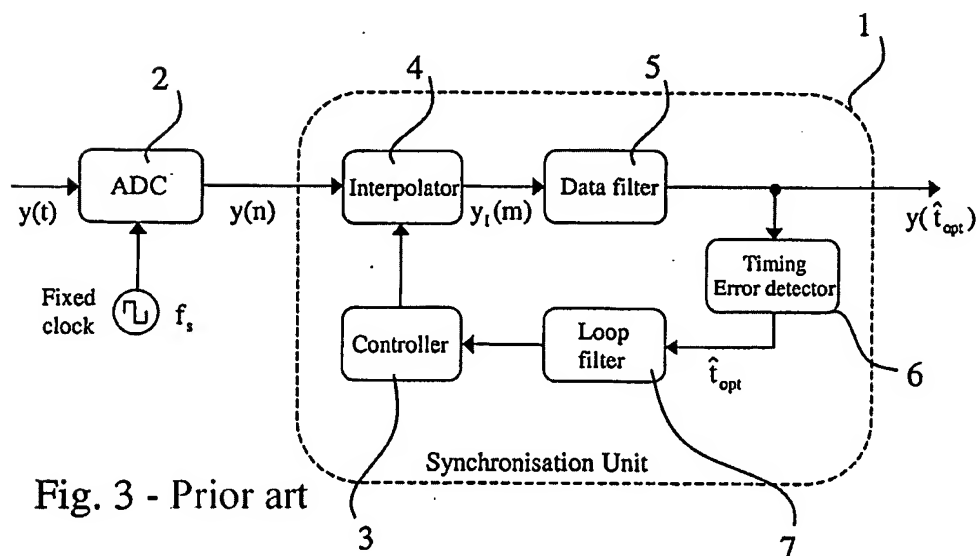 1
2
4
5
ADC
Interpolator
Data filter
y(t)
y(n)
y_I(m)
y(t̂_opt)
Timing
Error detector
Fixed
clock
f_s
Controller
Loop
filter
t̂_opt
6
Synchronisation Unit
Fig. 3 - Prior art
3
7